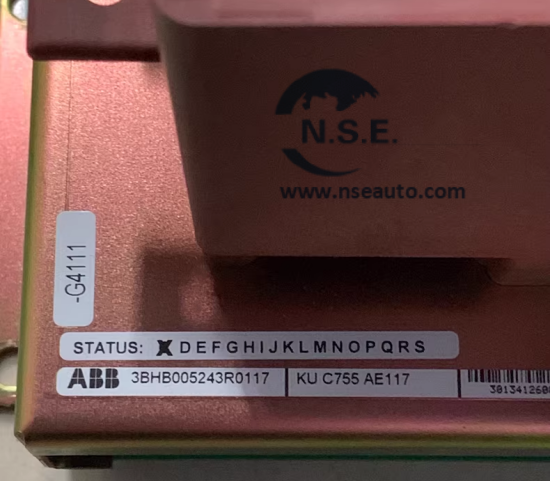 N.S.E.
www.nseauto.com
-G4111
STATUS: X D E F G H I J K L M N O P Q R S
ABB 3BHB005243R0117 KU C755 AE117